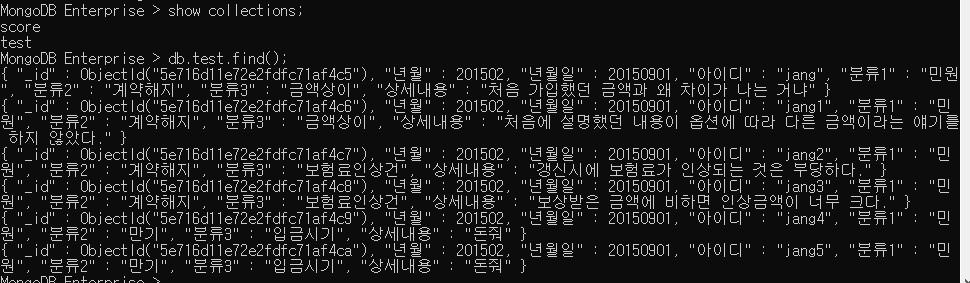 MongoDB Enterprise > show collections;
score
test
MongoDB Enterprise > db.test.find();
{ "_id" : ObjectId("5e716d11e72e2fdfc71af4c5"), "년월" : 201502, "년월일" : 20150901, "아이디" : "jang", "분류1" : "민원
", "분류2" : "계약해지", "분류3" : "금액상이", "상세내용" : "처음 가입했던 금액과 왜 차이가 나는 거냐" }
{ "_id" : ObjectId("5e716d11e72e2fdfc71af4c6"), "년월" : 201502, "년월일" : 20150901, "아이디" : "jang1", "분류1" : "민
원", "분류2" : "계약해지", "분류3" : "금액상이", "상세내용" : "처음에 설명했던 내용이 옵션에 따라 다른 금액이라는 얘기를
하지 않았다." }
{ "_id" : ObjectId("5e716d11e72e2fdfc71af4c7"), "년월" : 201502, "년월일" : 20150901, "아이디" : "jang2", "분류1" : "민
원", "분류2" : "계약해지", "분류3" : "보험료인상건", "상세내용" : "갱신시에 보험료가 인상되는 것은 부당하다." }
{ "_id" : ObjectId("5e716d11e72e2fdfc71af4c8"), "년월" : 201502, "년월일" : 20150901, "아이디" : "jang3", "분류1" : "민
원", "분류2" : "계약해지", "분류3" : "보험료인상건", "상세내용" : "보상받은 금액에 비하면 인상금액이 너무 크다." }
{ "_id" : ObjectId("5e716d11e72e2fdfc71af4c9"), "년월" : 201502, "년월일" : 20150901, "아이디" : "jang4", "분류1" : "민
원", "분류2" : "만기", "분류3" : "입금시기", "상세내용" : "돈줘" }
{ "_id" : ObjectId("5e716d11e72e2fdfc71af4ca"), "년월" : 201502, "년월일" : 20150901, "아이디" : "jang5", "분류1" : "민
원", "분류2" : "만기", "분류3" : "입금시기", "상세내용" : "돈줘" }
MongoDB Enterprise >